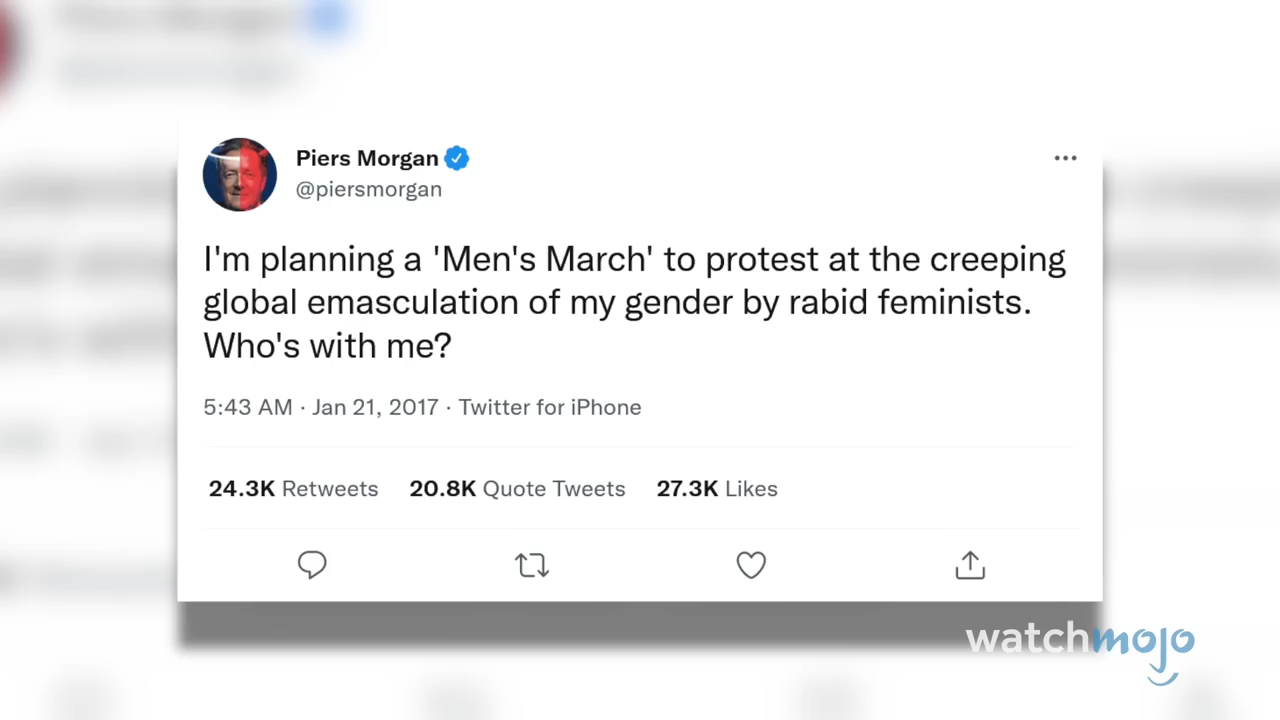 Piers Morgan
@piersmorgan
I'm planning a 'Men's March' to protest at the creeping
global emasculation of my gender by rabid feminists.
Who's with me?
5:43 AM · Jan 21, 2017 · Twitter for iPhone
24.3K Retweets 20.8K Quote Tweets 27.3K Likes
watchmojo